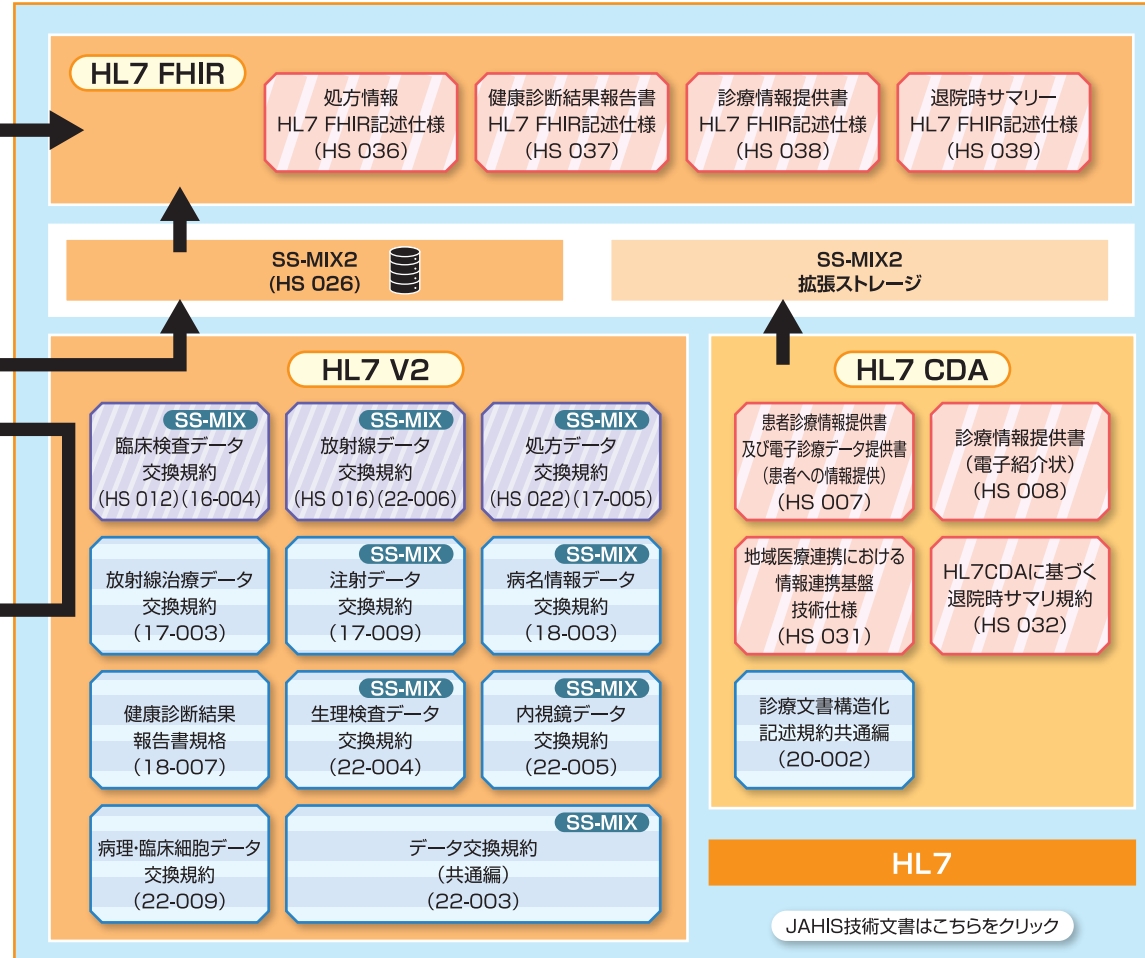 HL7 FHIR
処方情報
HL7 FHIR記述仕様
(HS 036)
健康診断結果報告書
HL7 FHIR記述仕様
(HS 037)
診療情報提供書
HL7 FHIR記述仕様
(HS 038)
退院時サマリー
HL7 FHIR記述仕様
(HS 039)
SS-MIX2
(HS 026)
SS-MIX2
拡張ストレージ
HL7 V2
SS-MIX
臨床検査データ
交換規約
(HS 012)(16-004)
SS-MIX
放射線データ
交換規約
(HS 016)(22-006)
SS-MIX
処方データ
交換規約
(HS 022)(17-005)
放射線治療データ
交換規約
(17-003)
SS-MIX
注射データ
交換規約
(17-009)
SS-MIX
病名情報データ
交換規約
(18-003)
健康診断結果
報告書規格
(18-007)
SS-MIX
生理検査データ
交換規約
(22-004)
SS-MIX
内視鏡データ
交換規約
(22-005)
病理・臨床細胞データ
交換規約
(22-009)
SS-MIX
データ交換規約
(共通編)
(22-003)
HL7 CDA
患者診療情報提供書
及び電子診療データ提供書
(患者への情報提供)
(HS 007)
診療情報提供書
(電子紹介状)
(HS 008)
地域医療連携における
情報連携基盤
技術仕様
(HS 031)
HL7CDAに基づく
退院時サマリ規約
(HS 032)
診療文書構造化
記述規約共通編
(20-002)
HL7
JAHIS技術文書はこちらをクリック